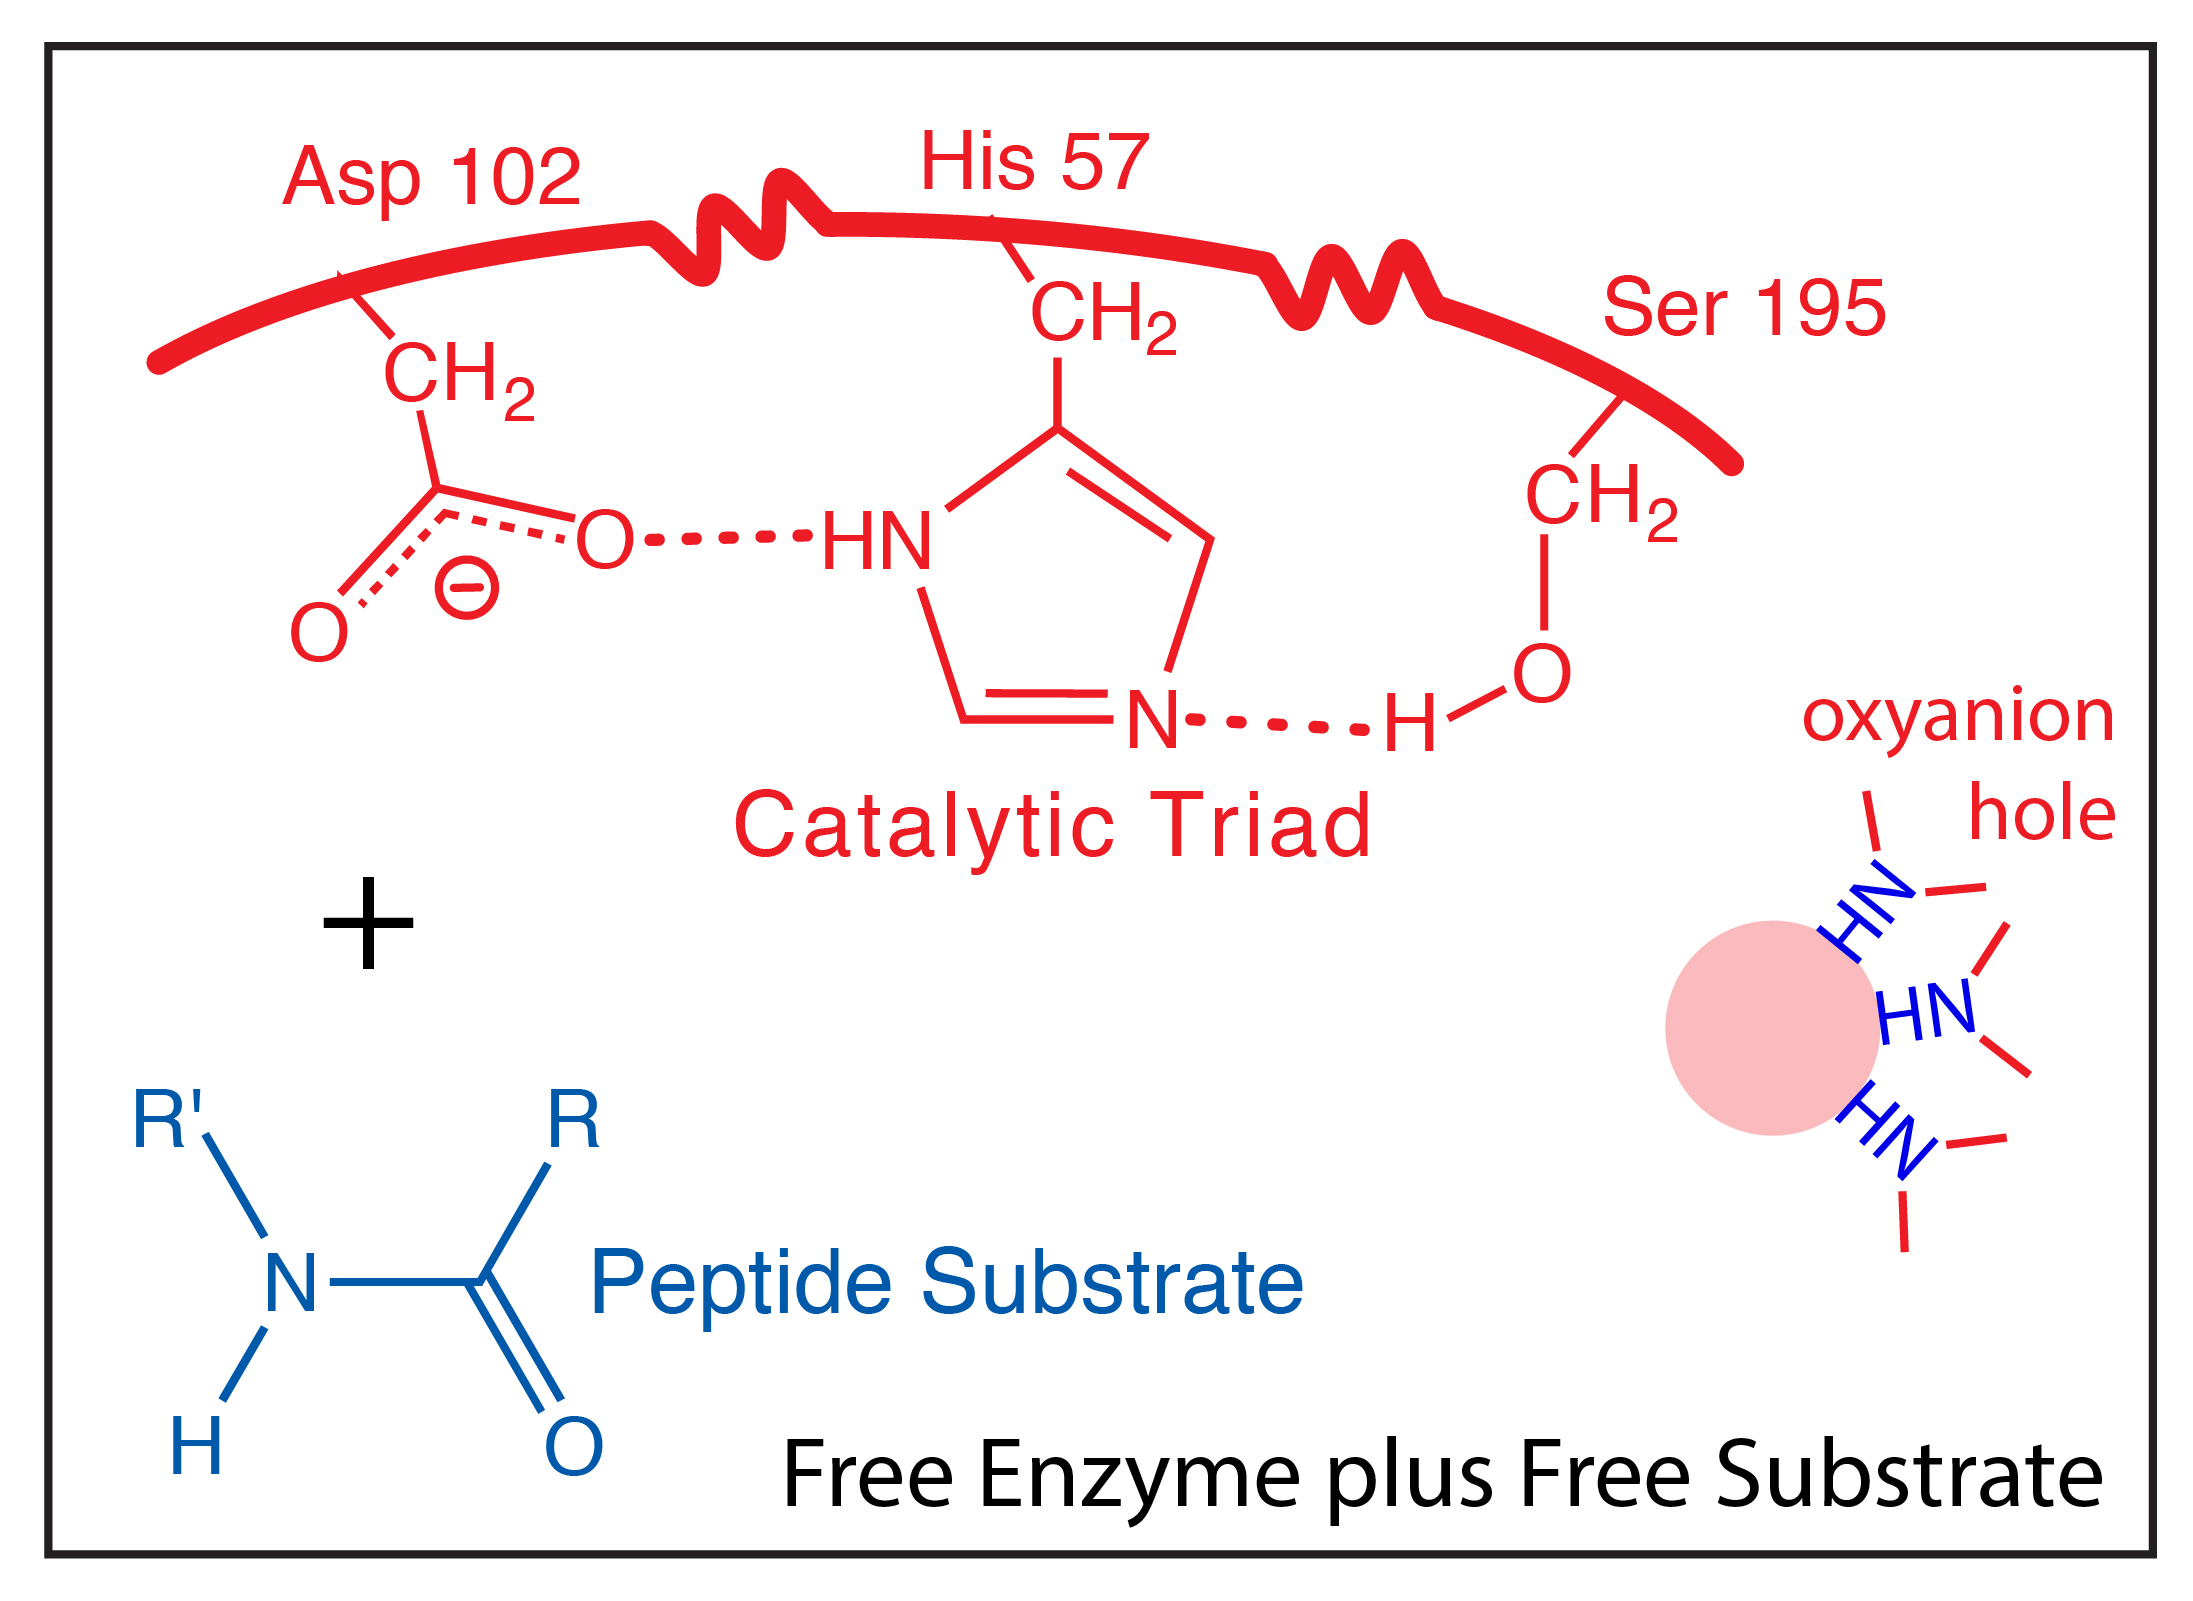 Asp 102
His 57
Ser 195
CH2
CH2
CH2
O
HN
O
⊖
O
N
H
oxyanion
hole
Catalytic Triad
+
HN
HN
HN
R'
R
N
Peptide Substrate
H
O
Free Enzyme plus Free Substrate